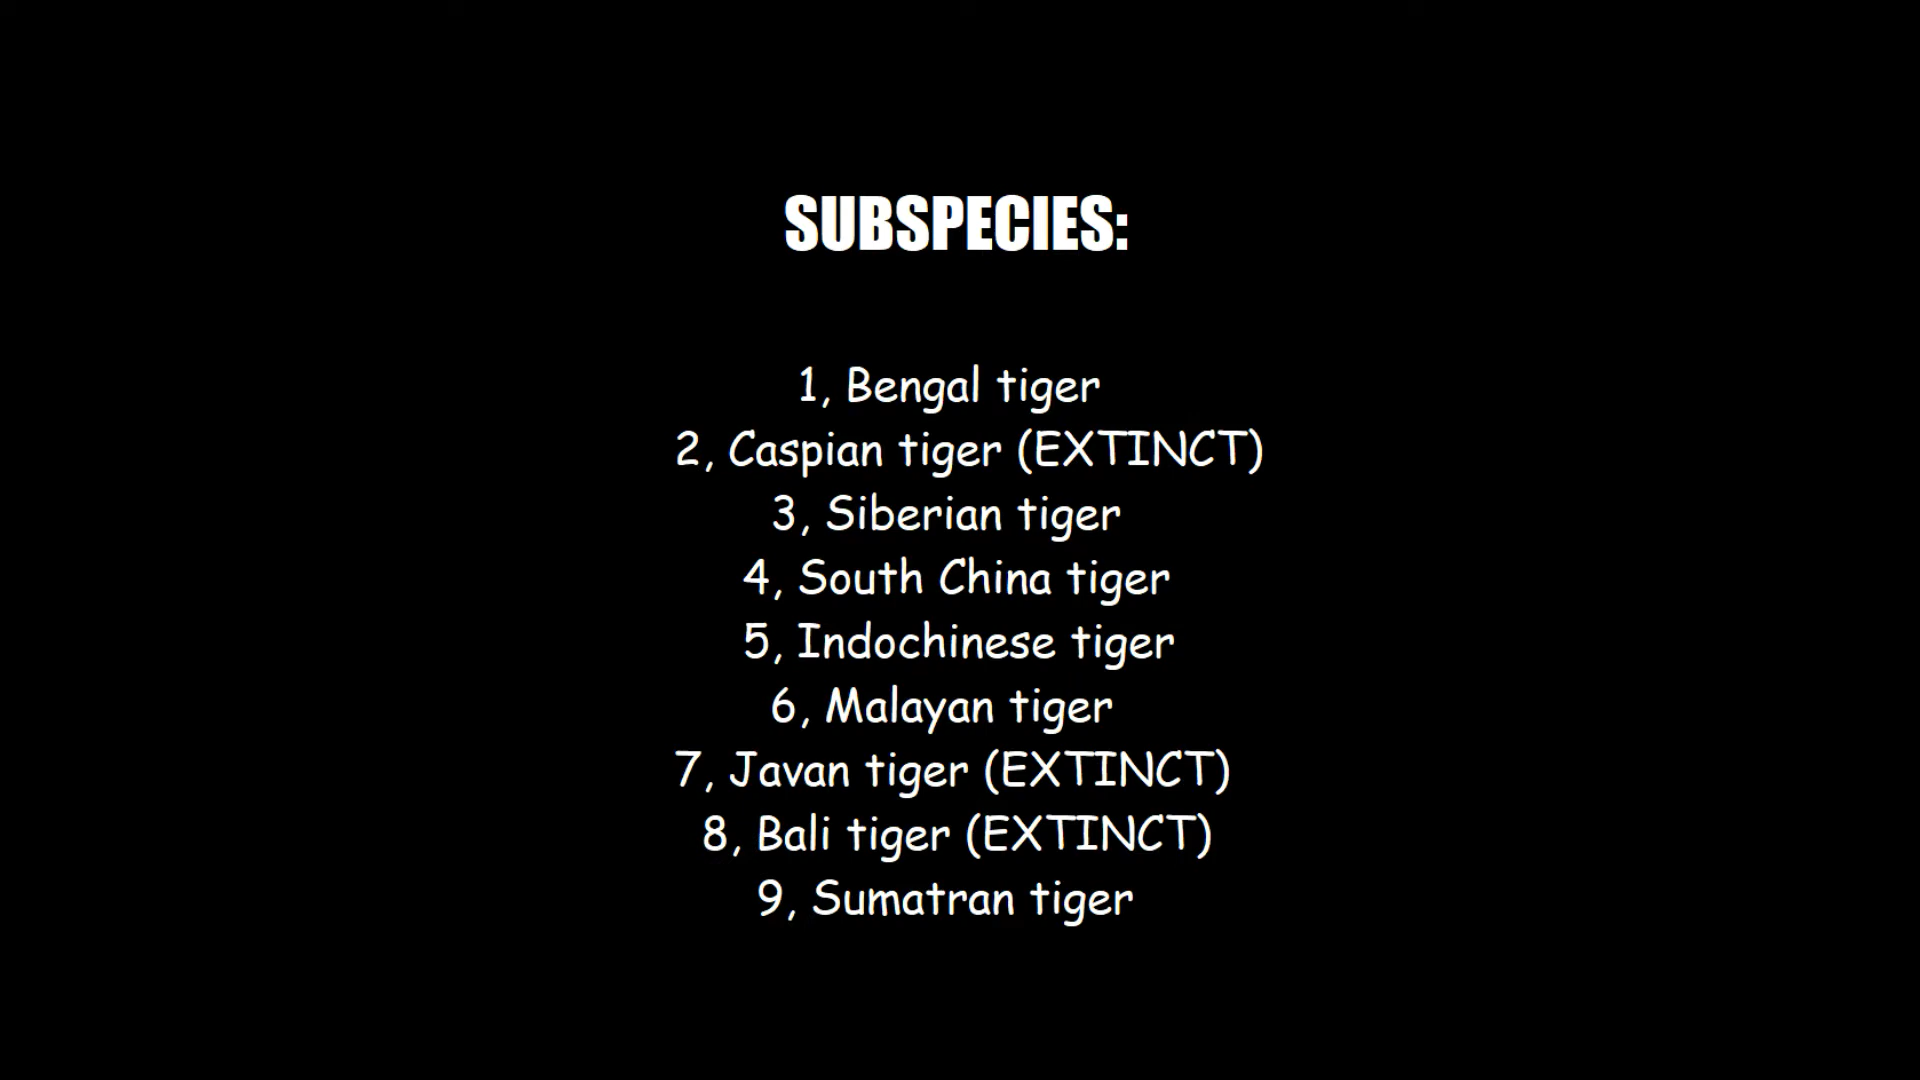 SUBSPECIES:
1, Bengal tiger
2, Caspian tiger (EXTINCT)
3, Siberian tiger
4, South China tiger
5, Indochinese tiger
6, Malayan tiger
7, Javan tiger (EXTINCT)
8, Bali tiger (EXTINCT)
9, Sumatran tiger